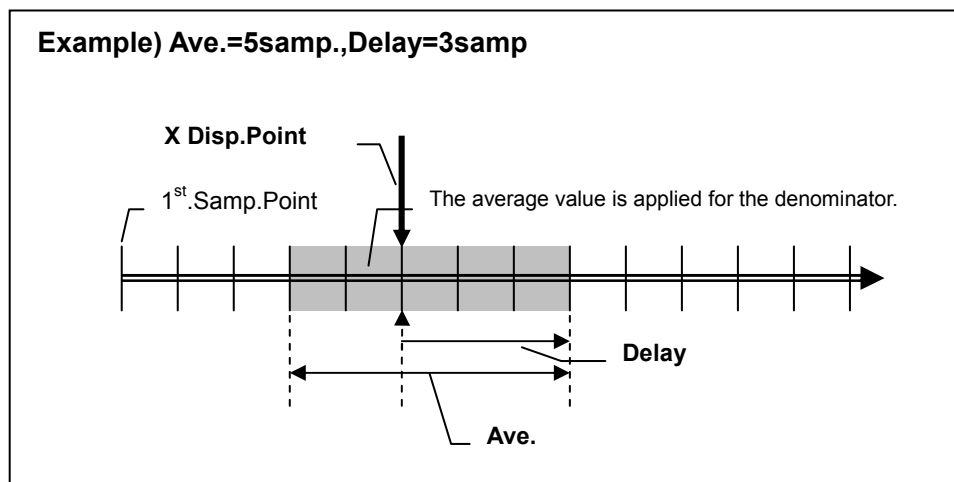 Example) Ave.=5samp.,Delay=3samp
X Disp.Point
1st.Samp.Point
The average value is applied for the denominator.
Delay
Ave.